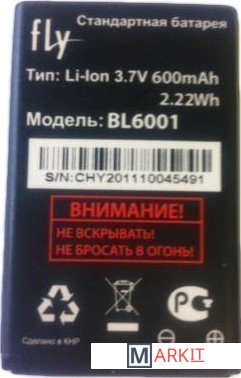 fly
Стандартная батарея
Тип: Li-Ion 3.7V 600mAh
2.22Wh
Модель: BL6001
S/N:CHY201110045491
ВНИМАНИЕ!
НЕ ВСКРЫВАТЬ!
НЕ БРОСАТЬ В ОГОНЬ!
Сделано в КНР
MARKIT